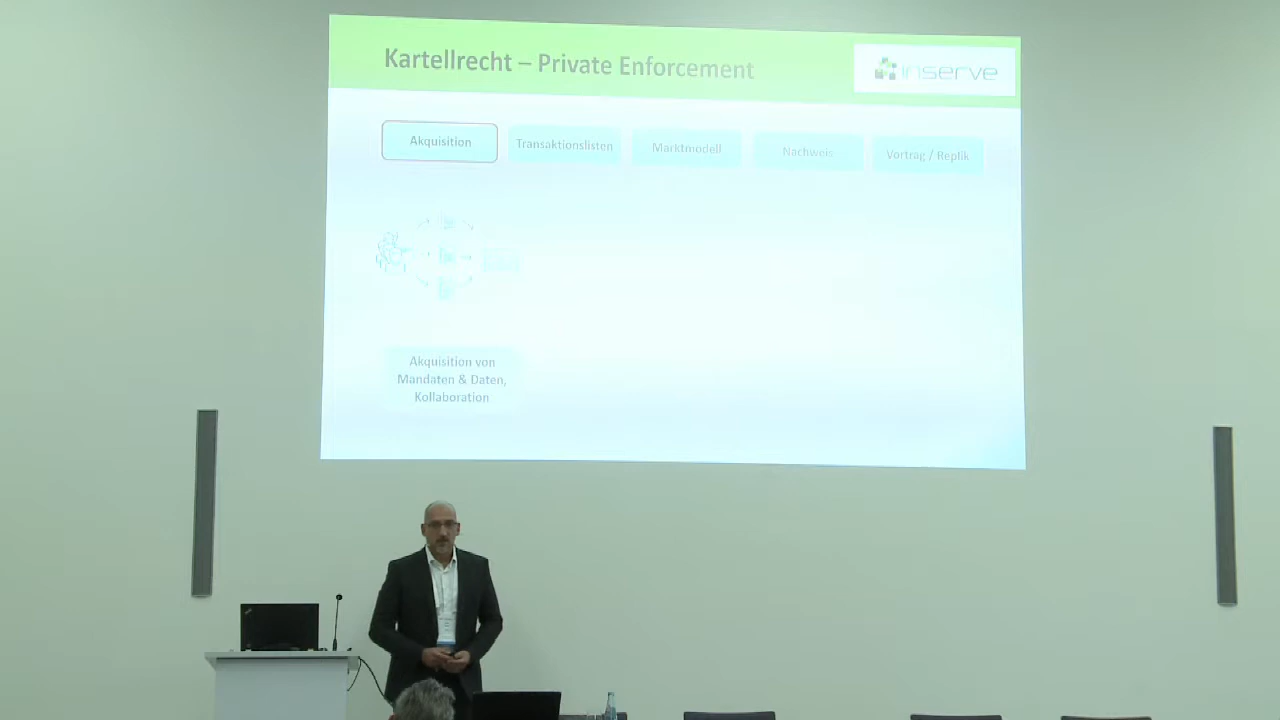 Kartellrecht – Private Enforcement
inserve
Akquisition
Transaktionslisten
Marktmodell
Nachweis
Vortrag / Replik
Akquisition von
Mandaten & Daten,
Kollaboration